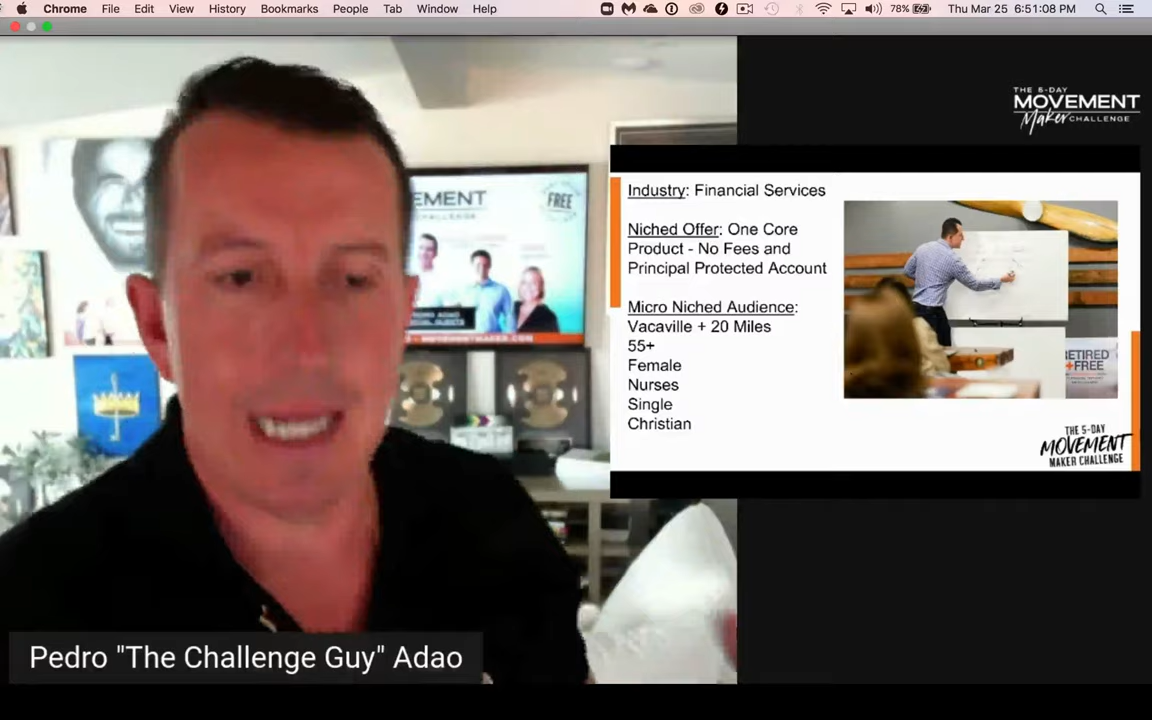 Chrome File Edit View History Bookmarks People Tab Window Help 78% Thu Mar 25 6:51:08 PM
THE 5-DAY
MOVEMENT
Maker CHALLENGE
EMENT
CHALLENGE
FREE
Industry: Financial Services
Niched Offer: One Core
Product - No Fees and
Principal Protected Account
Micro Niched Audience:
Vacaville + 20 Miles
55+
Female
Nurses
Single
Christian
RETIRED
+FREE
THE 5-DAY
MOVEMENT
MAKER CHALLENGE
Pedro "The Challenge Guy" Adao